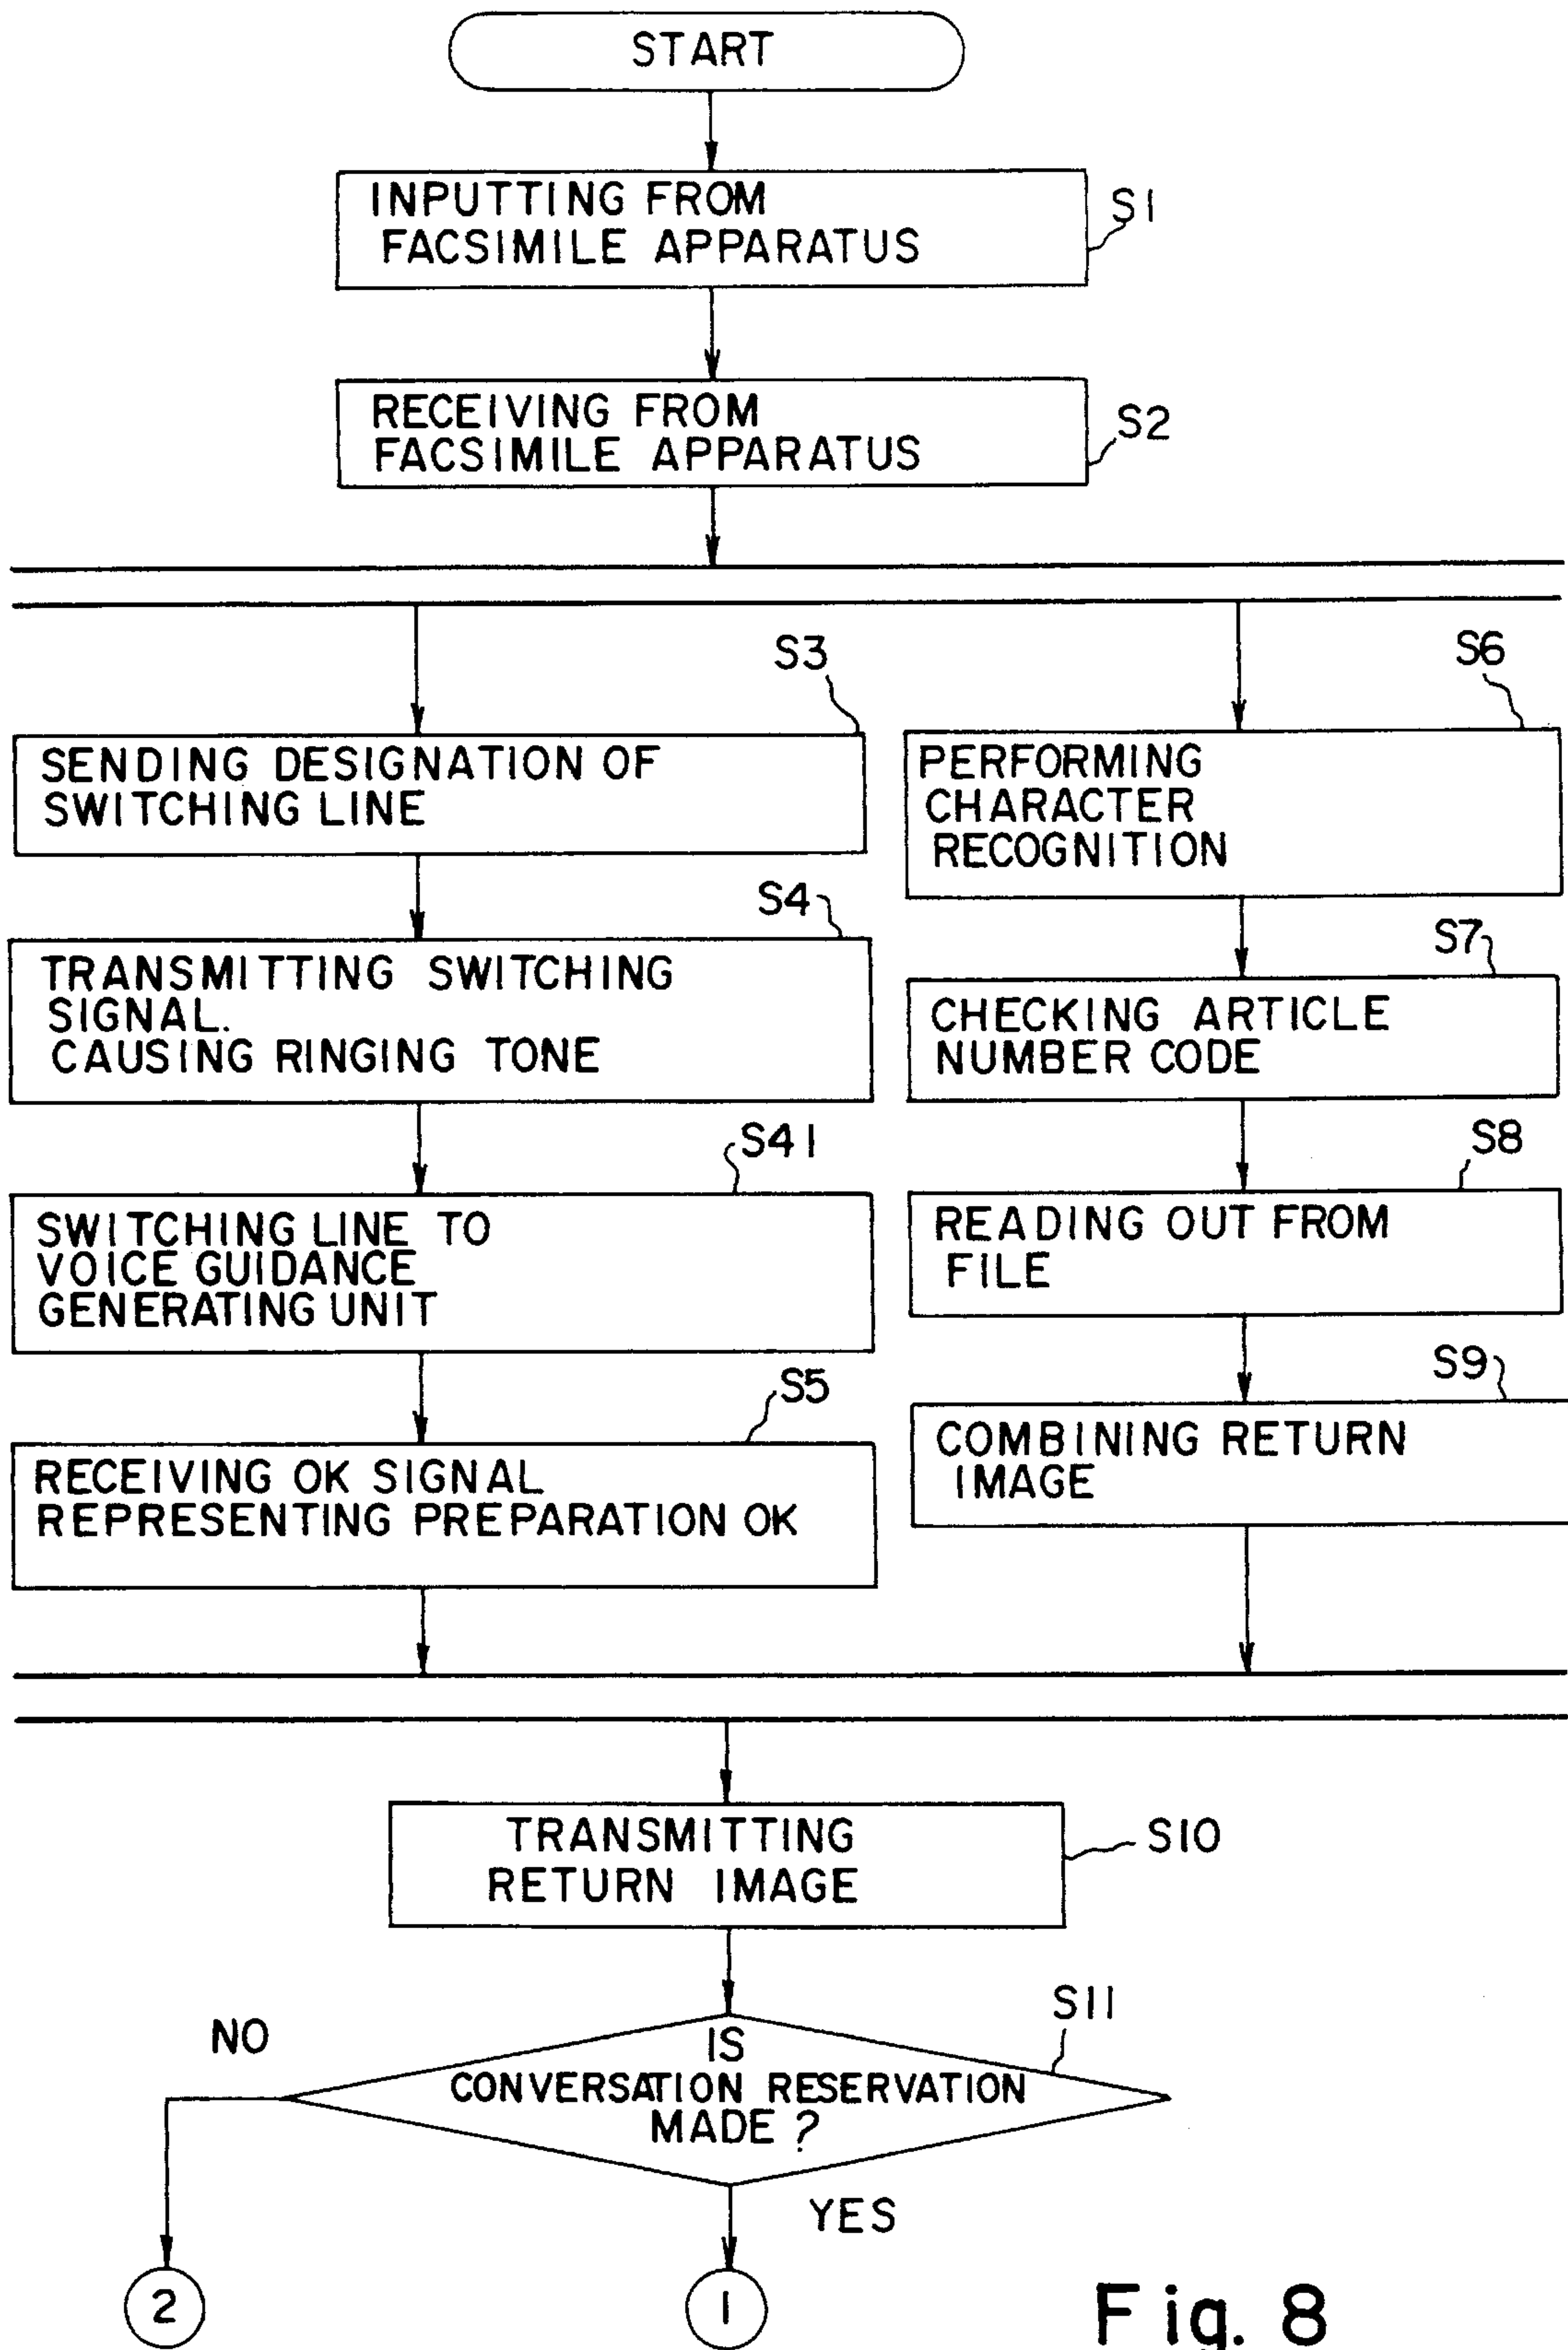 START
INPUTTING FROM
FACSIMILE APPARATUS
S1
RECEIVING FROM
FACSIMILE APPARATUS
S2
S3
SENDING DESIGNATION OF
SWITCHING LINE
S4
TRANSMITTING SWITCHING
SIGNAL.
CAUSING RINGING TONE
S41
SWITCHING LINE TO
VOICE GUIDANCE
GENERATING UNIT
S5
RECEIVING OK SIGNAL
REPRESENTING PREPARATION OK
S6
PERFORMING
CHARACTER
RECOGNITION
S7
CHECKING ARTICLE
NUMBER CODE
S8
READING OUT FROM
FILE
S9
COMBINING RETURN
IMAGE
TRANSMITTING
RETURN IMAGE
S10
S11
IS
CONVERSATION RESERVATION
MADE?
NO
YES
2
1
Fig. 8